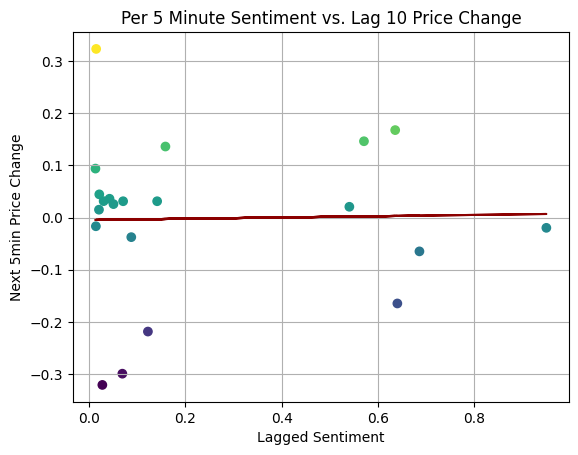 Per 5 Minute Sentiment vs. Lag 10 Price Change
Next 5min Price Change
0.3
0.2
0.1
0.0
−0.1
−0.2
−0.3
0.0 0.2 0.4 0.6 0.8
Lagged Sentiment